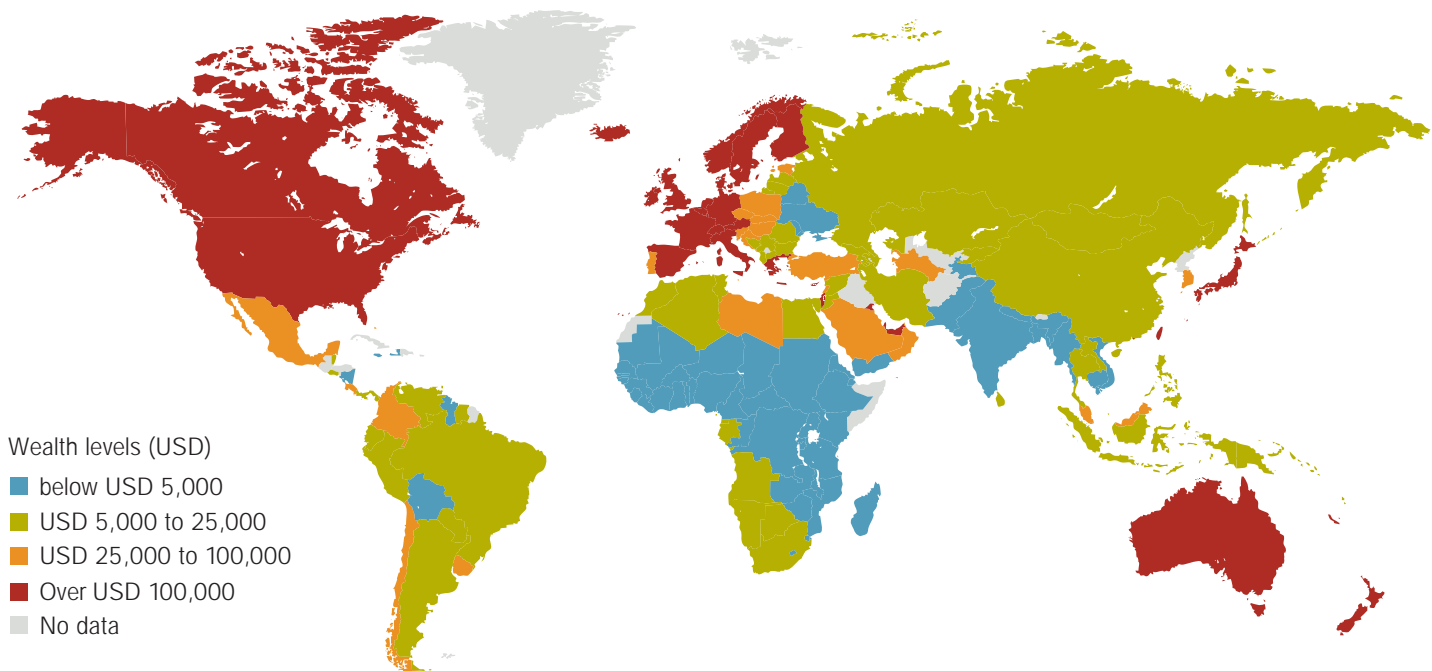 Wealth levels (USD)
below USD 5,000
USD 5,000 to 25,000
USD 25,000 to 100,000
Over USD 100,000
No data